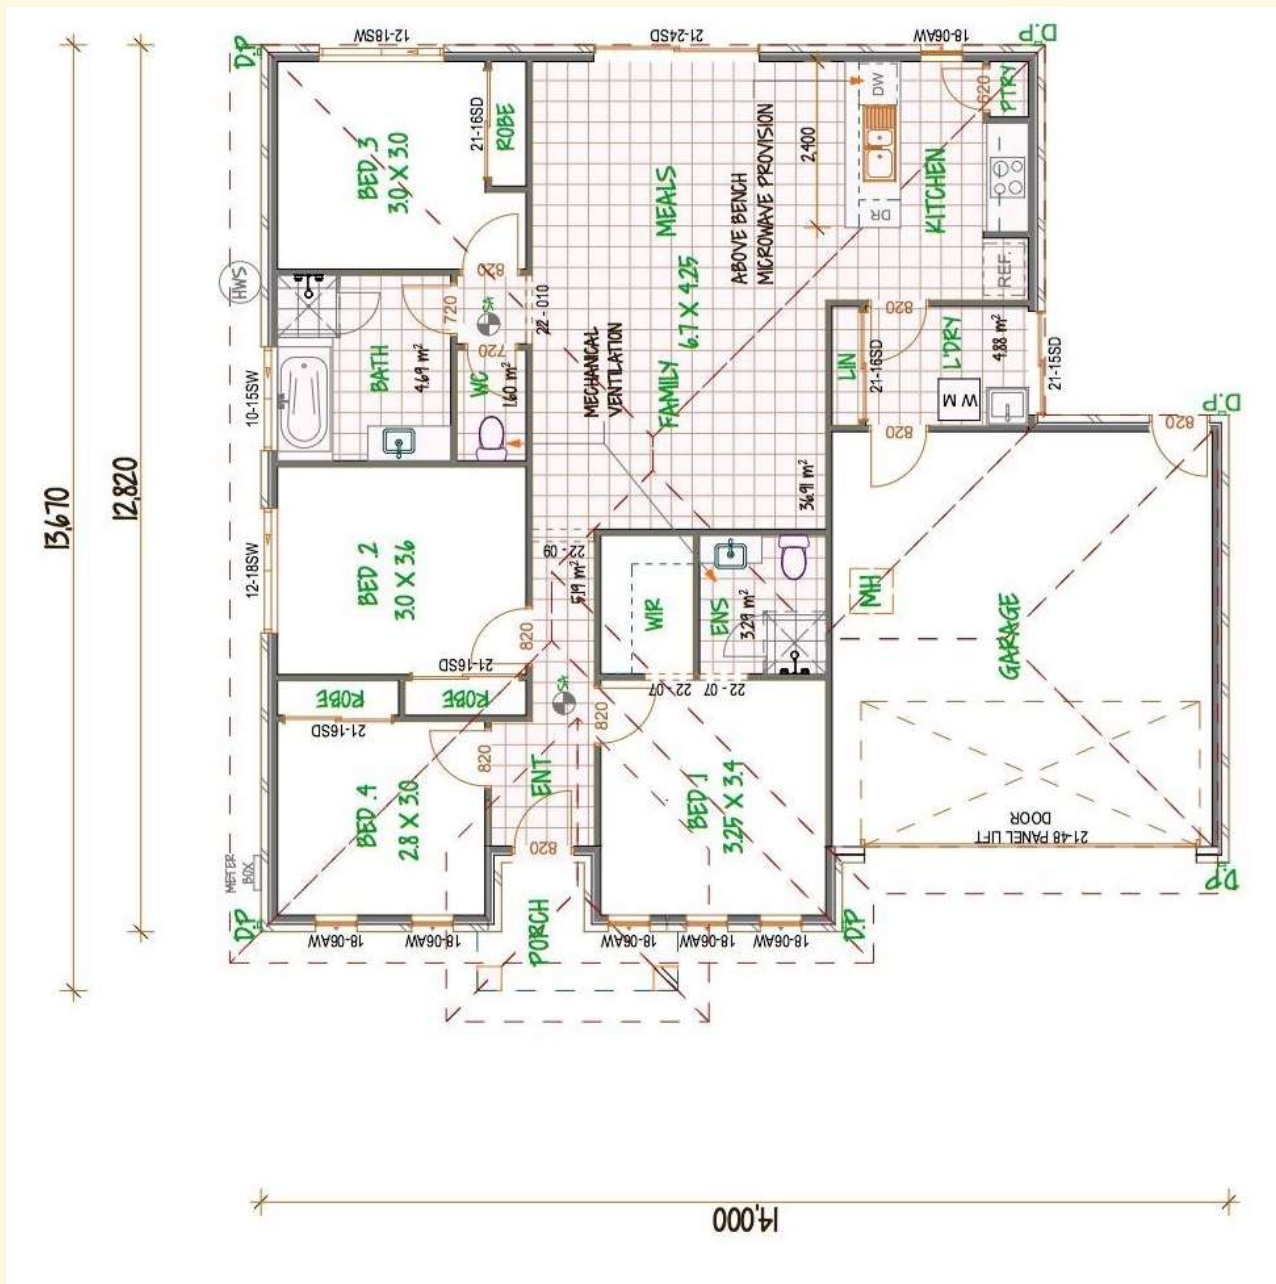 12-18SW
21-24SD
18-06AW
D.P
D.P
BED .3
3.0 X 3.0
21-16SD
ROBE
DW
620
PTRY
MEALS
ABOVE BENCH
MICROWAVE PROVISION
2,400
KITCHEN
DR
REF.
HWS
820
720
SA
22 - 010
720
6.7 X 4.25
820
BATH
4.69 m²
WC
1.60 m²
MECHANICAL
VENTILATION
FAMILY
LIN
21-16SD
L'DRY
4.88 m²
W M
21-15SD
10-15SW
820
820
D.P
36.91 m²
13,670
12,820
12-18SW
BED .2
3.0 X 3.6
22 - 09
5.19 m²
820
21-16SD
WIR
ENS
3.29 m²
MH
GARAGE
ROBE
ROBE
21-16SD
SA
22 - 07
22 - 07
820
820
ENT
BED .4
2.8 X 3.0
BED .1
3.25 X 3.4
21-48 PANEL LIFT
DOOR
820
METER
BOX
D.P
D.P
D.P
18-06AW
18-06AW
PORCH
18-06AW
18-06AW
18-06AW
14,000